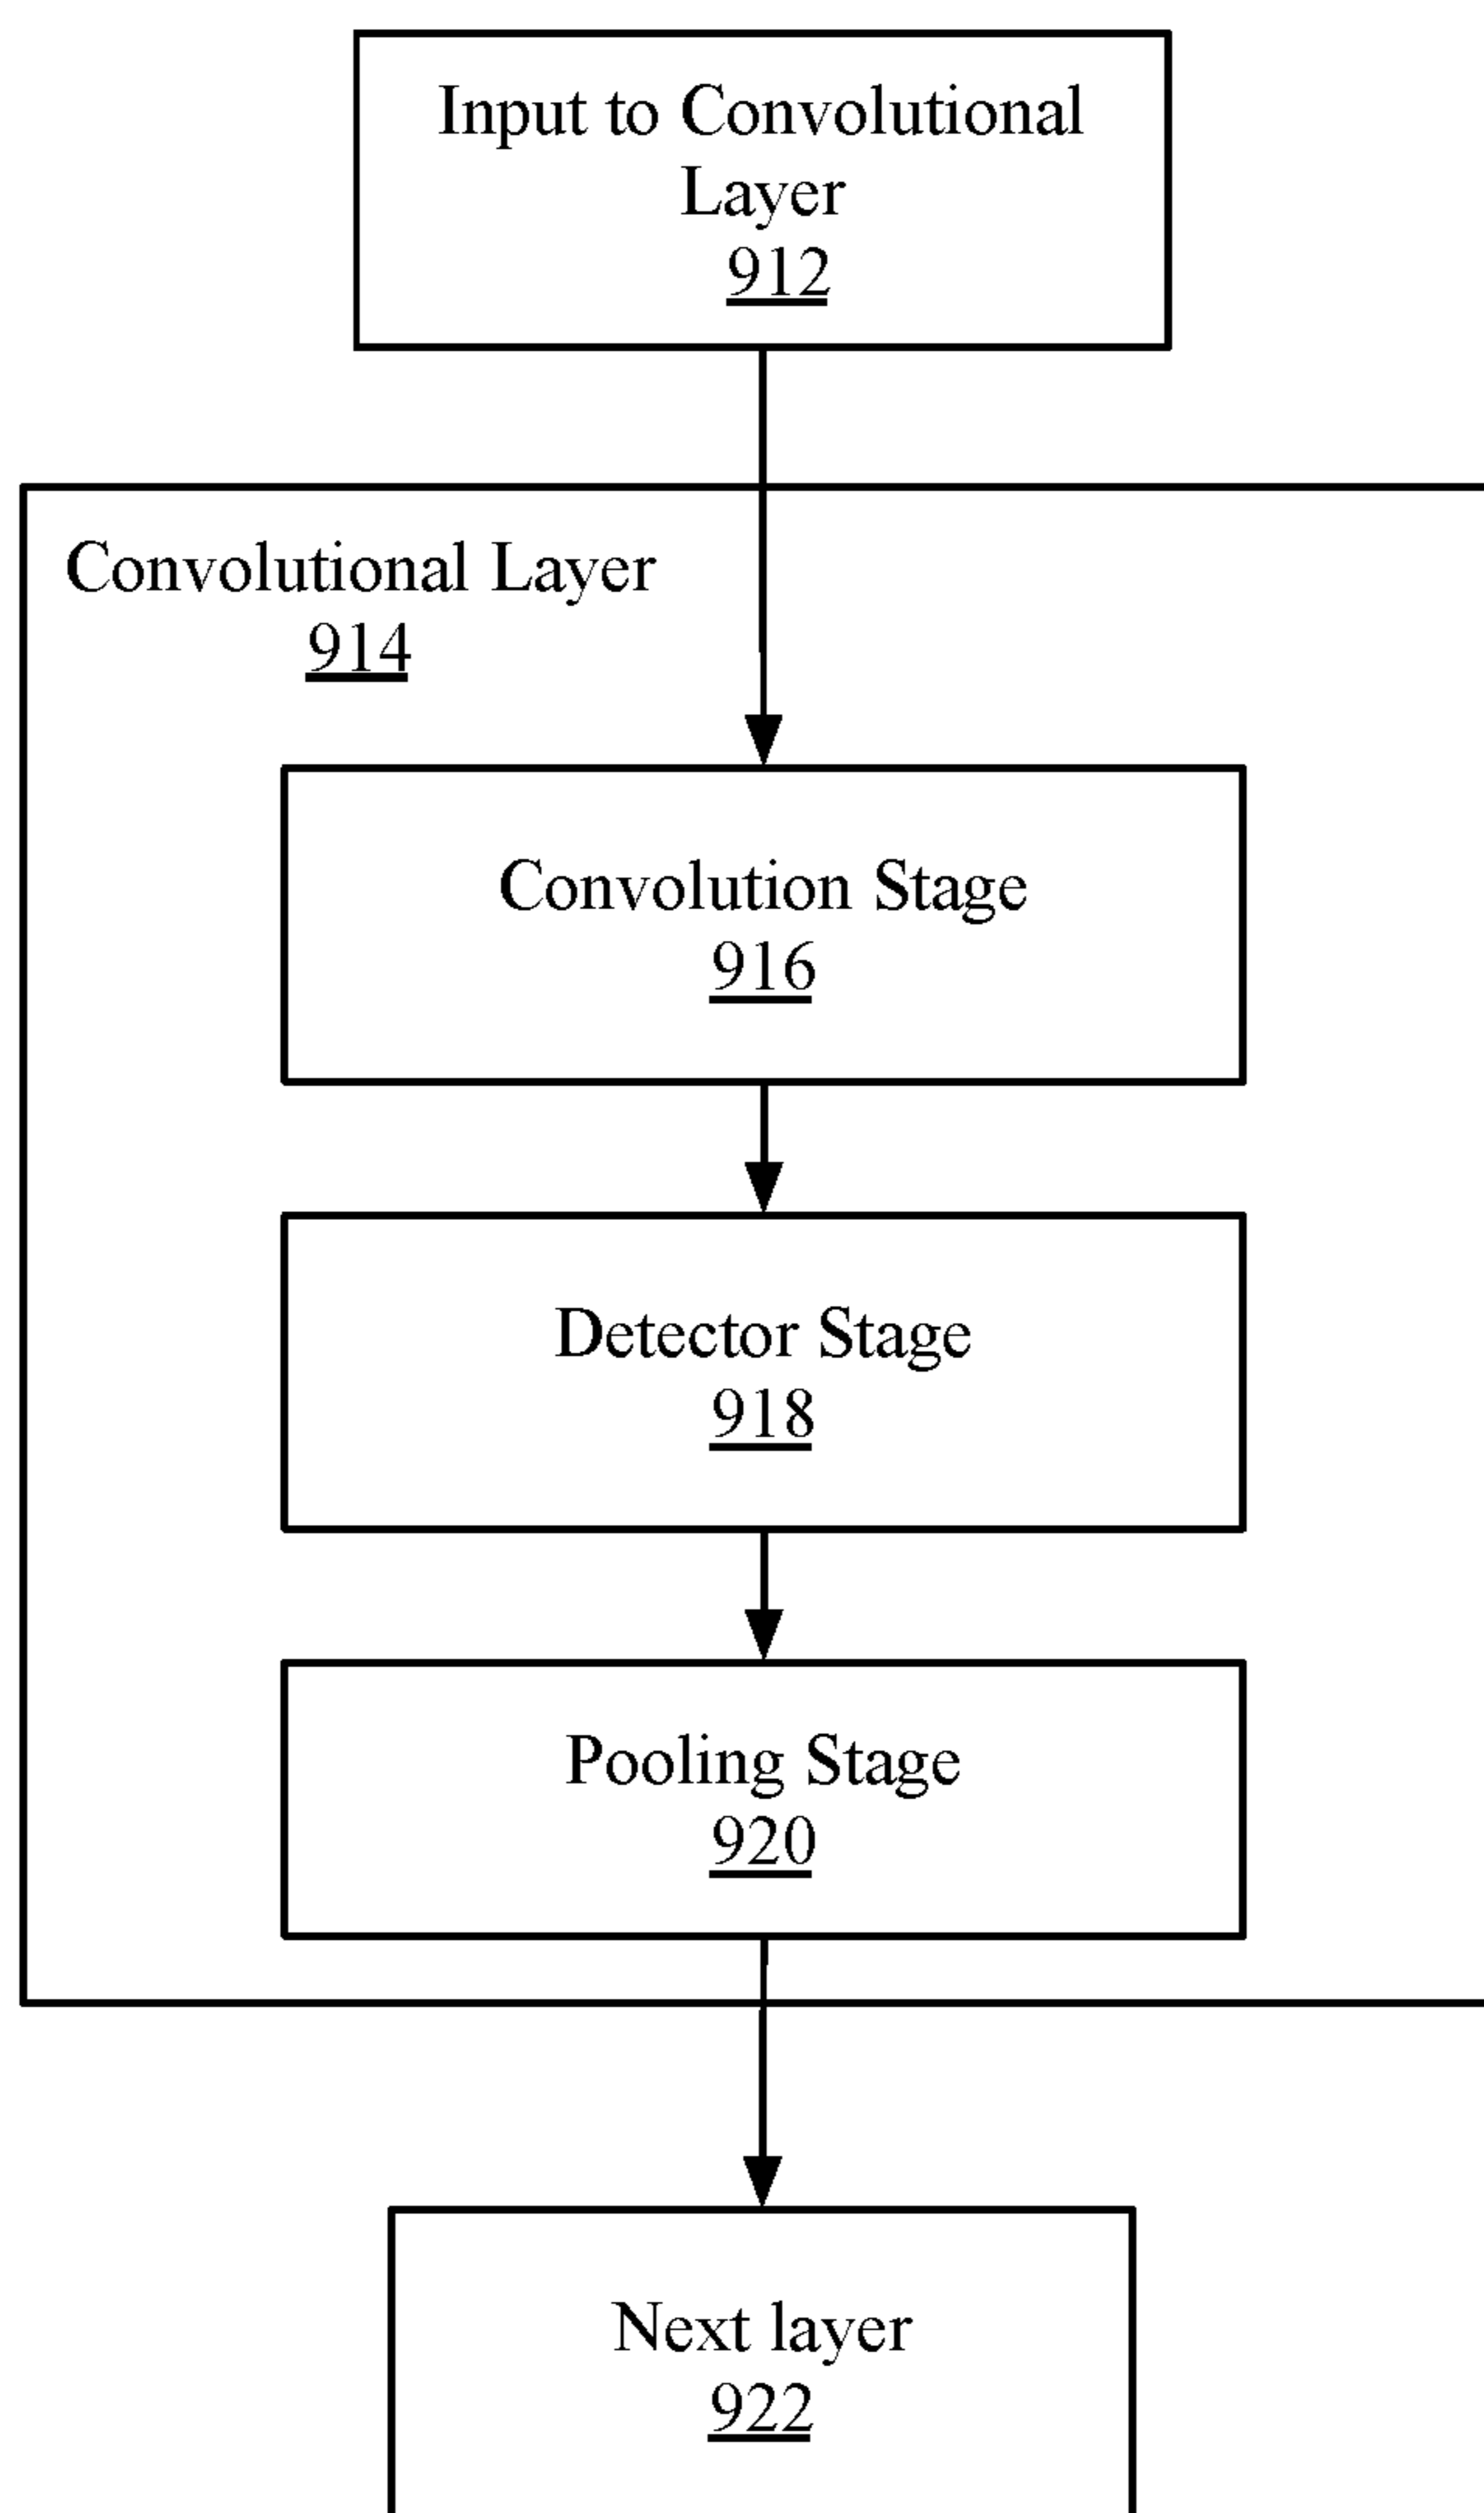 Input to Convolutional
Layer
912
Convolutional Layer
914
Convolution Stage
916
Detector Stage
918
Pooling Stage
920
Next layer
922